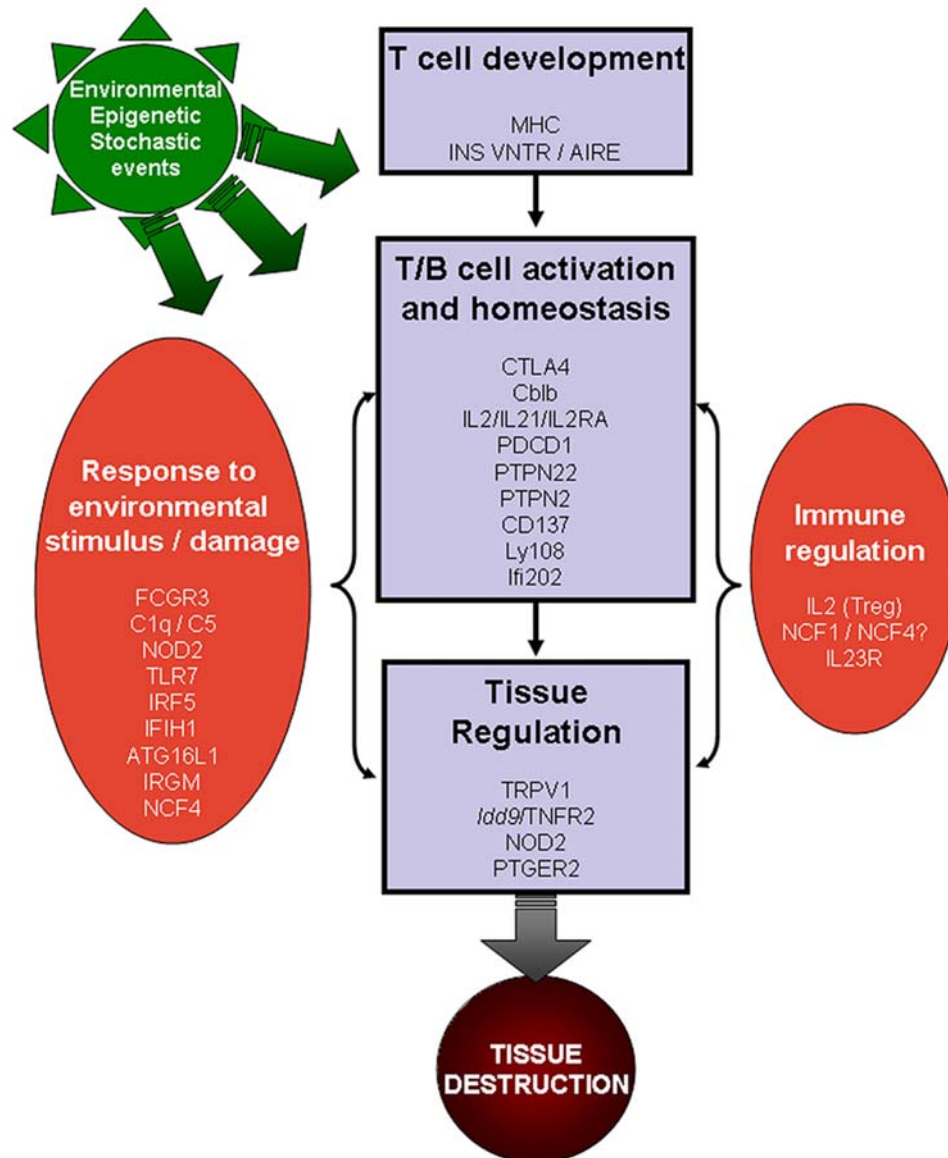 Environmental
Epigenetic
Stochastic
events
T cell development
MHC
INS VNTR / AIRE
T/B cell activation
and homeostasis
CTLA4
Cblb
IL2/IL21/IL2RA
PDCD1
PTPN22
PTPN2
CD137
Ly108
Ifi202
Response to
environmental
stimulus / damage
FCGR3
C1q / C5
NOD2
TLR7
IRF5
IFIH1
ATG16L1
IRGM
NCF4
Immune
regulation
IL2 (Treg)
NCF1 / NCF4?
IL23R
Tissue
Regulation
TRPV1
Idd9/TNFR2
NOD2
PTGER2
TISSUE
DESTRUCTION